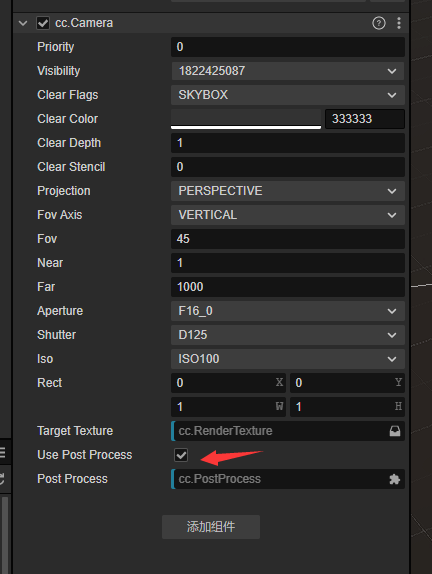 cc.Camera
Priority 0
Visibility 1822425087
Clear Flags SKYBOX
Clear Color 333333
Clear Depth 1
Clear Stencil 0
Projection PERSPECTIVE
Fov Axis VERTICAL
Fov 45
Near 1
Far 1000
Aperture F16_0
Shutter D125
Iso ISO100
Rect 0 X 0 Y
1 W 1 H
Target Texture cc.RenderTexture
Use Post Process
Post Process cc.PostProcess
添加组件